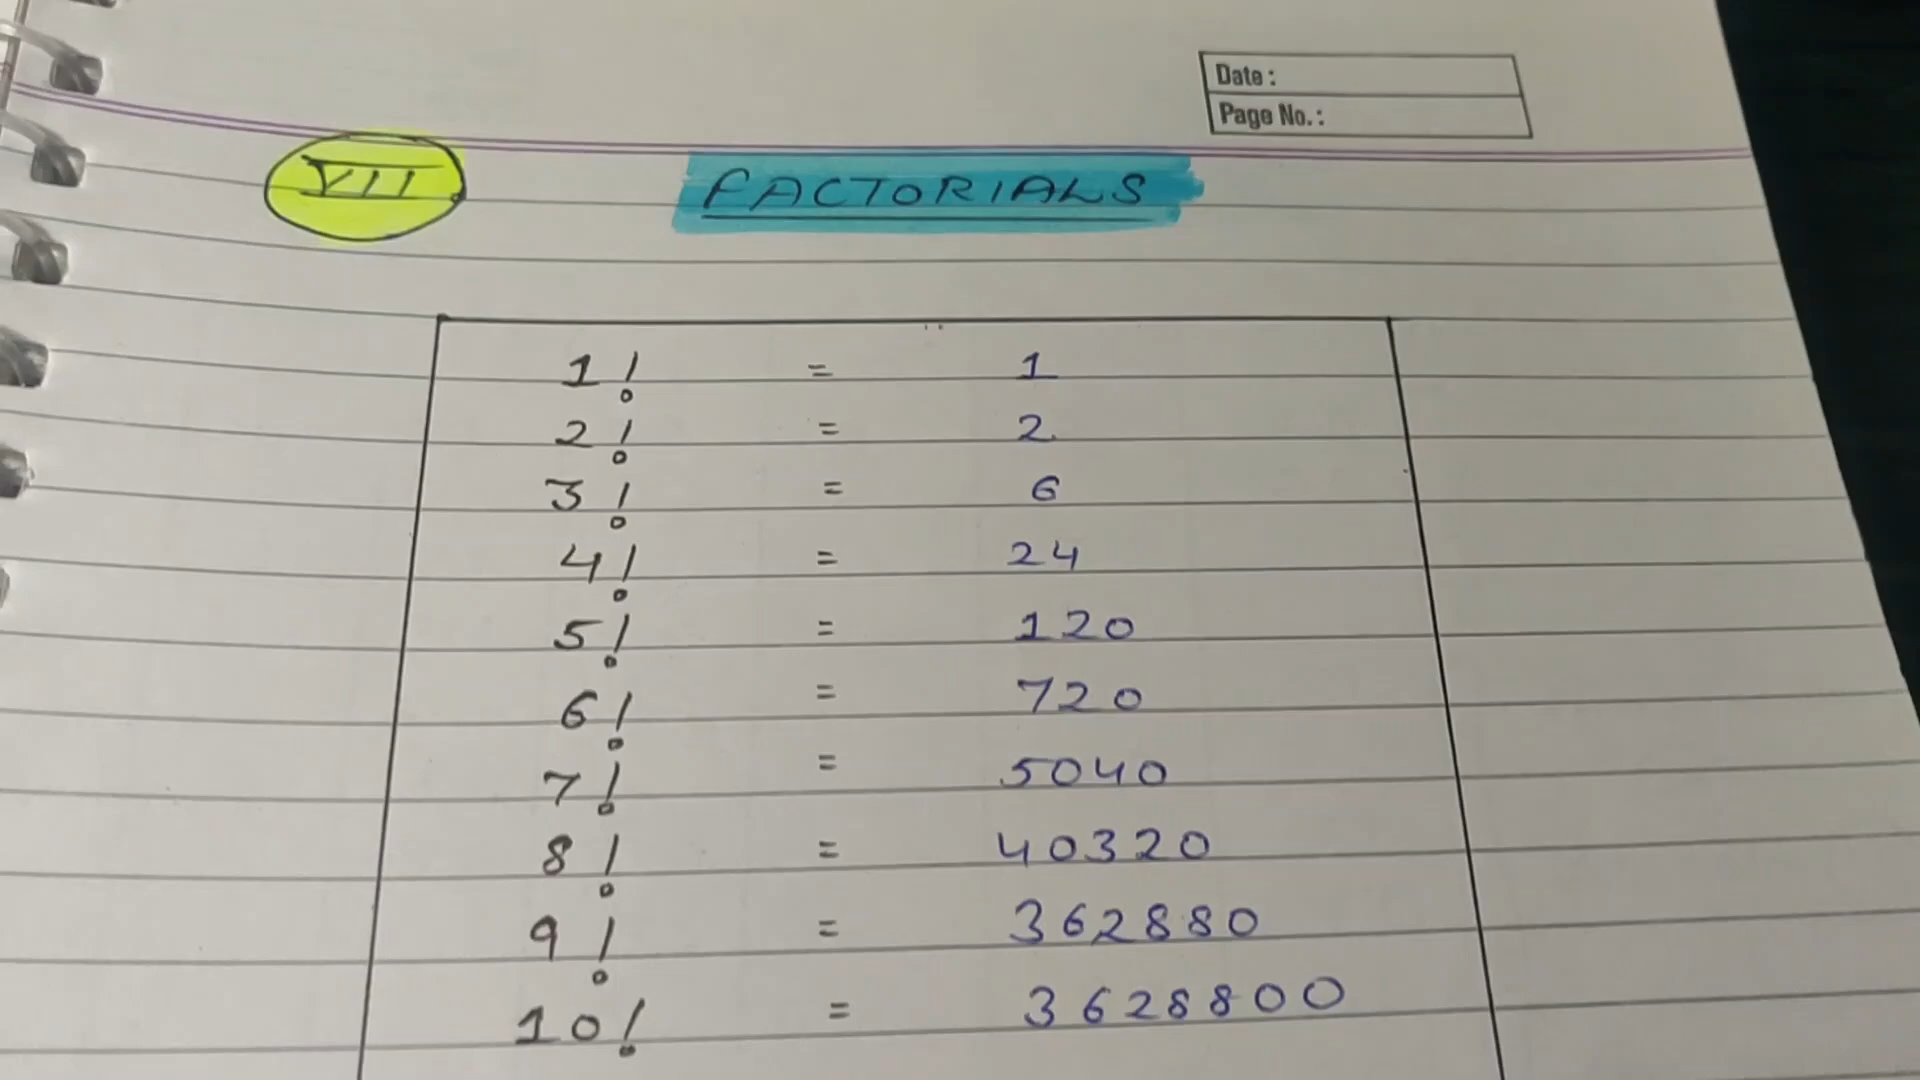 Date :
Page No. :
VII
FACTORIALS
1! = 1
2! = 2
3! = 6
4! = 24
5! = 120
6! = 720
7! = 5040
8! = 40320
9! = 362880
10! = 3628800